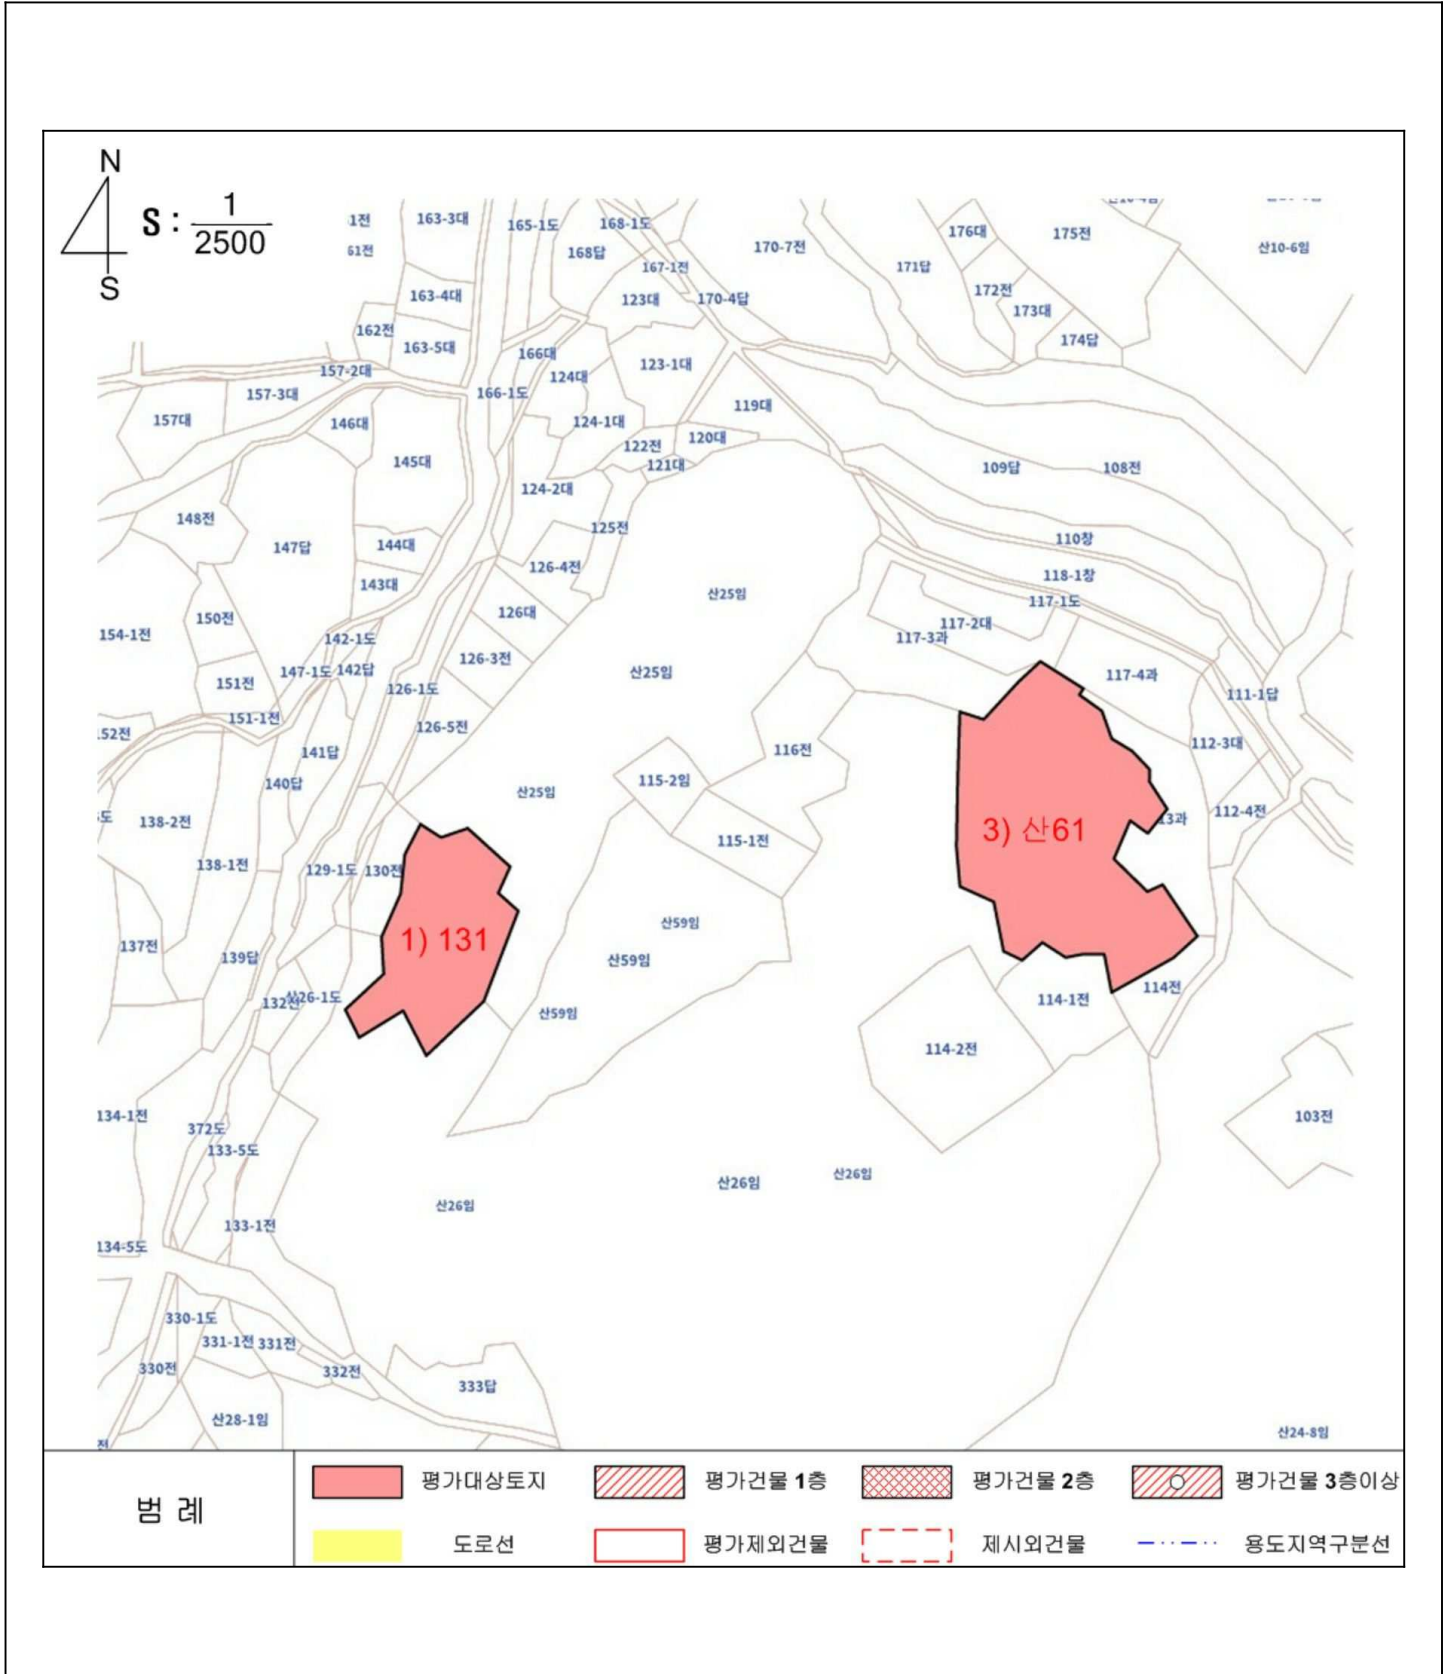 N
S : 1/2500
S
1전
163-3대
165-1도
168-1도
61전
168답
167-1전
170-7전
171답
176대
175전
산10-6임
172전
163-4대
123대
170-4답
173대
162전
163-5대
174답
166대
157-2대
124대
123-1대
157-3대
166-1도
119대
157대
146대
124-1대
122전
120대
145대
121대
109답
108전
124-2대
148전
125전
147답
144대
110창
126-4전
118-1창
143대
산25임
117-1도
150전
126대
117-2대
154-1전
142-1도
117-3과
126-3전
147-1도
142답
산25임
117-4과
151전
126-1도
111-1답
151-1전
126-5전
152전
112-3대
141답
116전
140답
115-2임
산25임
138-2전
112-4전
3) 산61
115-1전
138-1전
129-1도
130전
산59임
137전
1) 131
139답
산59임
114전
132전
26-1도
114-1전
산59임
114-2전
134-1전
103전
372도
133-5도
산26임
산26임
산26임
133-1전
134-5도
330-1도
331-1전
331전
330전
332전
333답
산28-1임
산24-8임
전
범 례
평가대상토지
평가건물 1층
평가건물 2층
평가건물 3층이상
도로선
평가제외건물
제시외건물
용도지역구분선